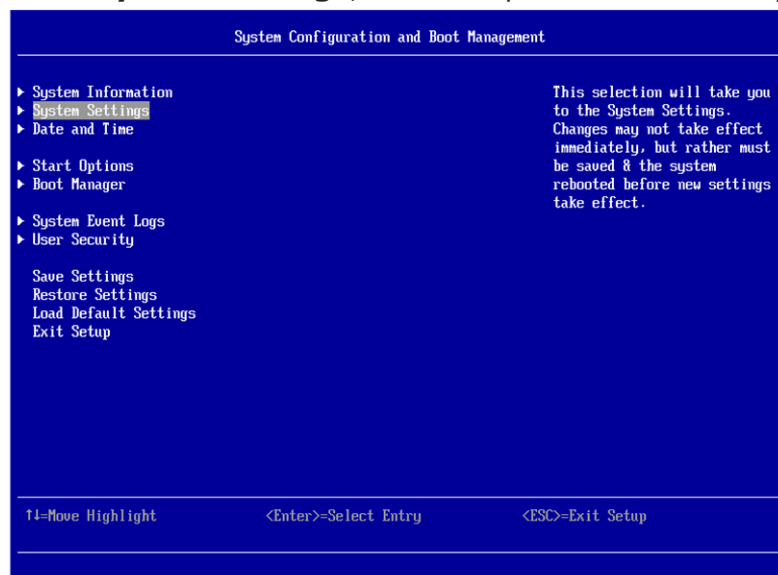 System Configuration and Boot Management
▶ System Information
▶ System Settings
▶ Date and Time
▶ Start Options
▶ Boot Manager
▶ System Event Logs
▶ User Security
Save Settings
Restore Settings
Load Default Settings
Exit Setup
This selection will take you
to the System Settings.
Changes may not take effect
immediately, but rather must
be saved & the system
rebooted before new settings
take effect.
↑↓=Move Highlight <Enter>=Select Entry <ESC>=Exit Setup